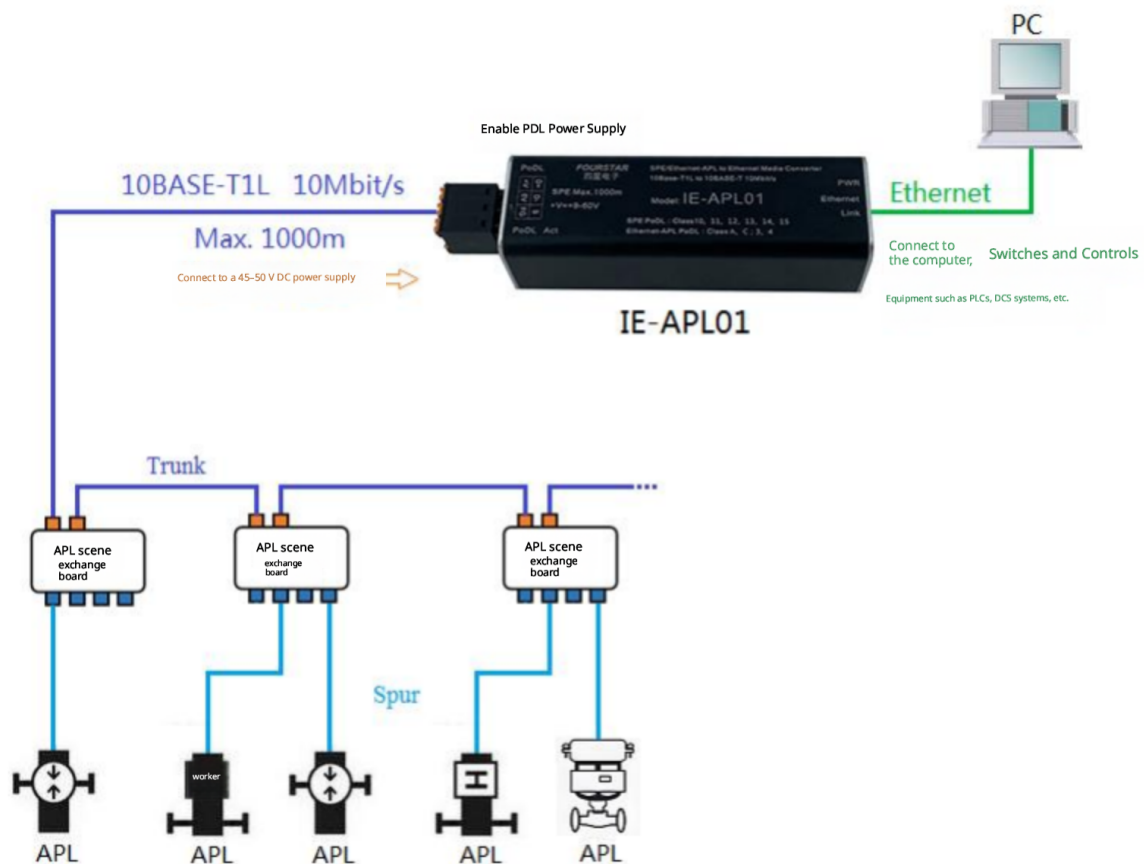 PC
Enable PDL Power Supply
10BASE-T1L 10Mbit/s
Max. 1000m
Connect to a 45–50 V DC power supply
PoDL
FOURSTAR
四星电子
SPE Max.1000m
PoDL Act
SPE/Ethernet-APL to Ethernet Media Converter
10Base-T1L to 10BASE-T 10Mbit/s
Model: IE-APL01
SPE PoDL : Class10, 11, 12, 13, 14, 15
Ethernet-APL PoDL : Class A, C ; 3, 4
PWR
Ethernet
Link
Ethernet
Connect to
the computer,
Switches and Controls
Equipment such as PLCs, DCS systems, etc.
IE-APL01
Trunk
APL scene
exchange
board
APL scene
exchange
board
APL scene
exchange
board
Spur
worker
APL
APL
APL
APL
APL